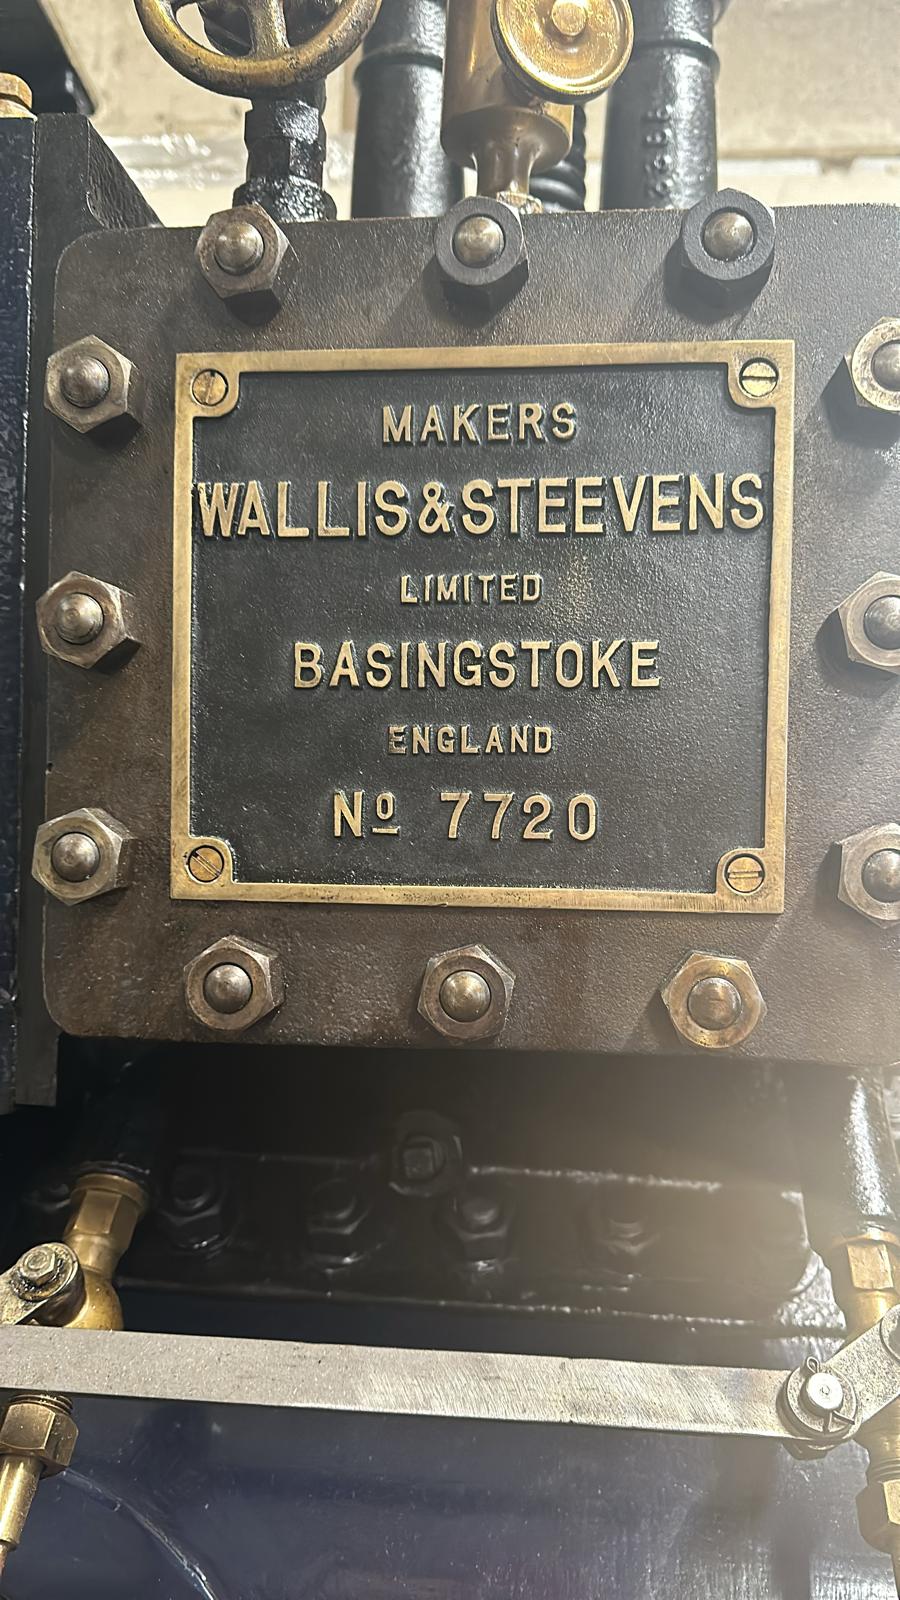 MAKERS
WALLIS&STEEVENS
LIMITED
BASINGSTOKE
ENGLAND
Nº 7720